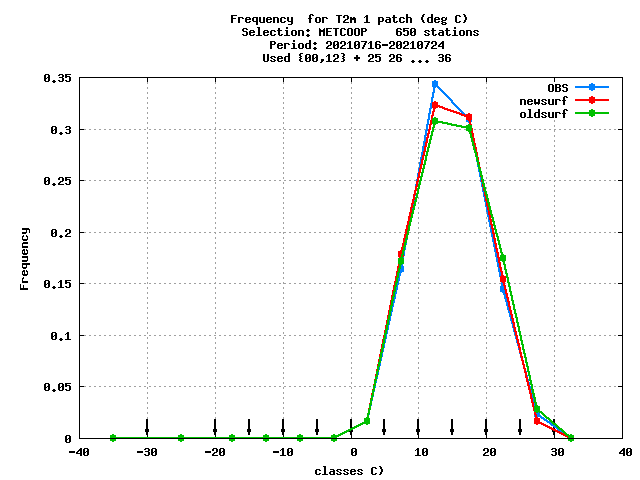 Frequency  for T2m 1 patch (deg C)
Selection: METCOOP    650 stations
Period: 20210716-20210724
Used {00,12} + 25 26 ... 36
OBS
newsurf
oldsurf
0.35
0.3
0.25
0.2
0.15
0.1
0.05
0
Frequency
-40 -30 -20 -10 0 10 20 30 40
classes C)